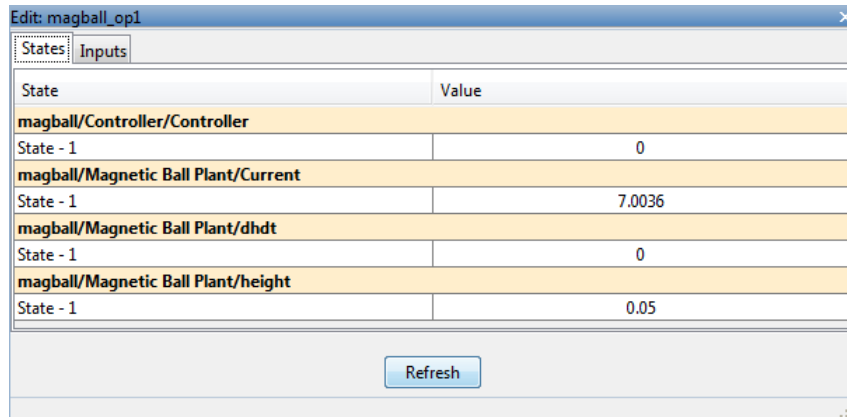 Edit: magball_op1
States Inputs
State Value
magball/Controller/Controller
State - 1 0
magball/Magnetic Ball Plant/Current
State - 1 7.0036
magball/Magnetic Ball Plant/dhdt
State - 1 0
magball/Magnetic Ball Plant/height
State - 1 0.05
Refresh